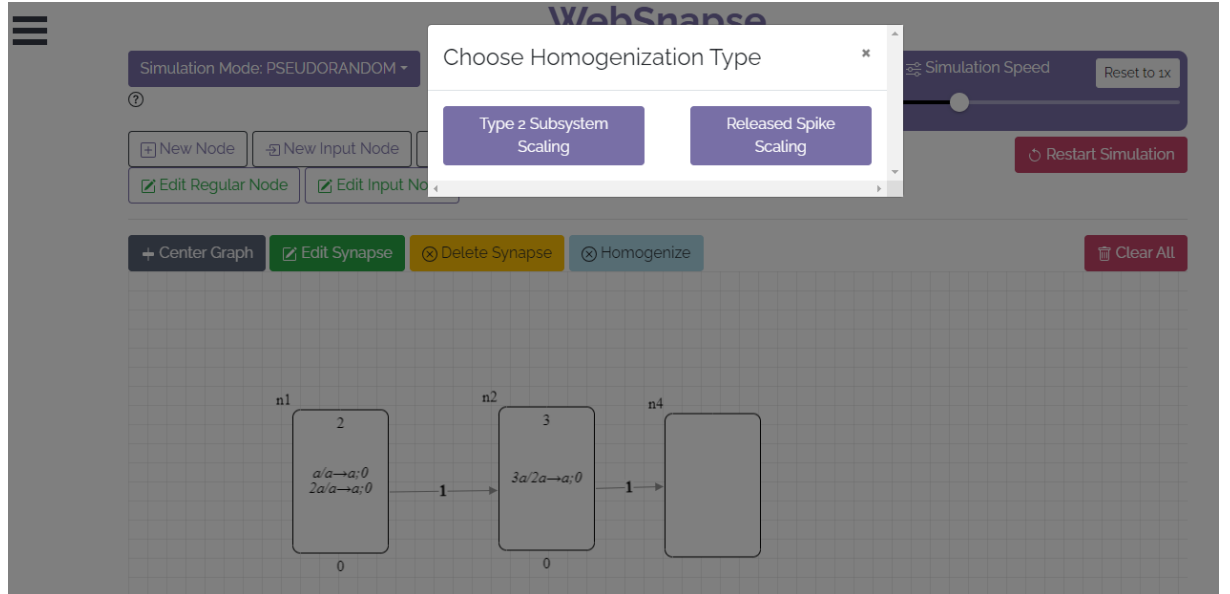 WebSnapse
Choose Homogenization Type ×
Simulation Mode: PSEUDORANDOM
Simulation Speed
Reset to 1x
Type 2 Subsystem
Scaling
Released Spike
Scaling
?
New Node
New Input Node
Restart Simulation
Edit Regular Node
Edit Input No
Center Graph
Edit Synapse
Delete Synapse
Homogenize
Clear All
n1
n2
n4
2
3
a/a→a;0
2a/a→a;0
3a/2a→a;0
1
1
0
0